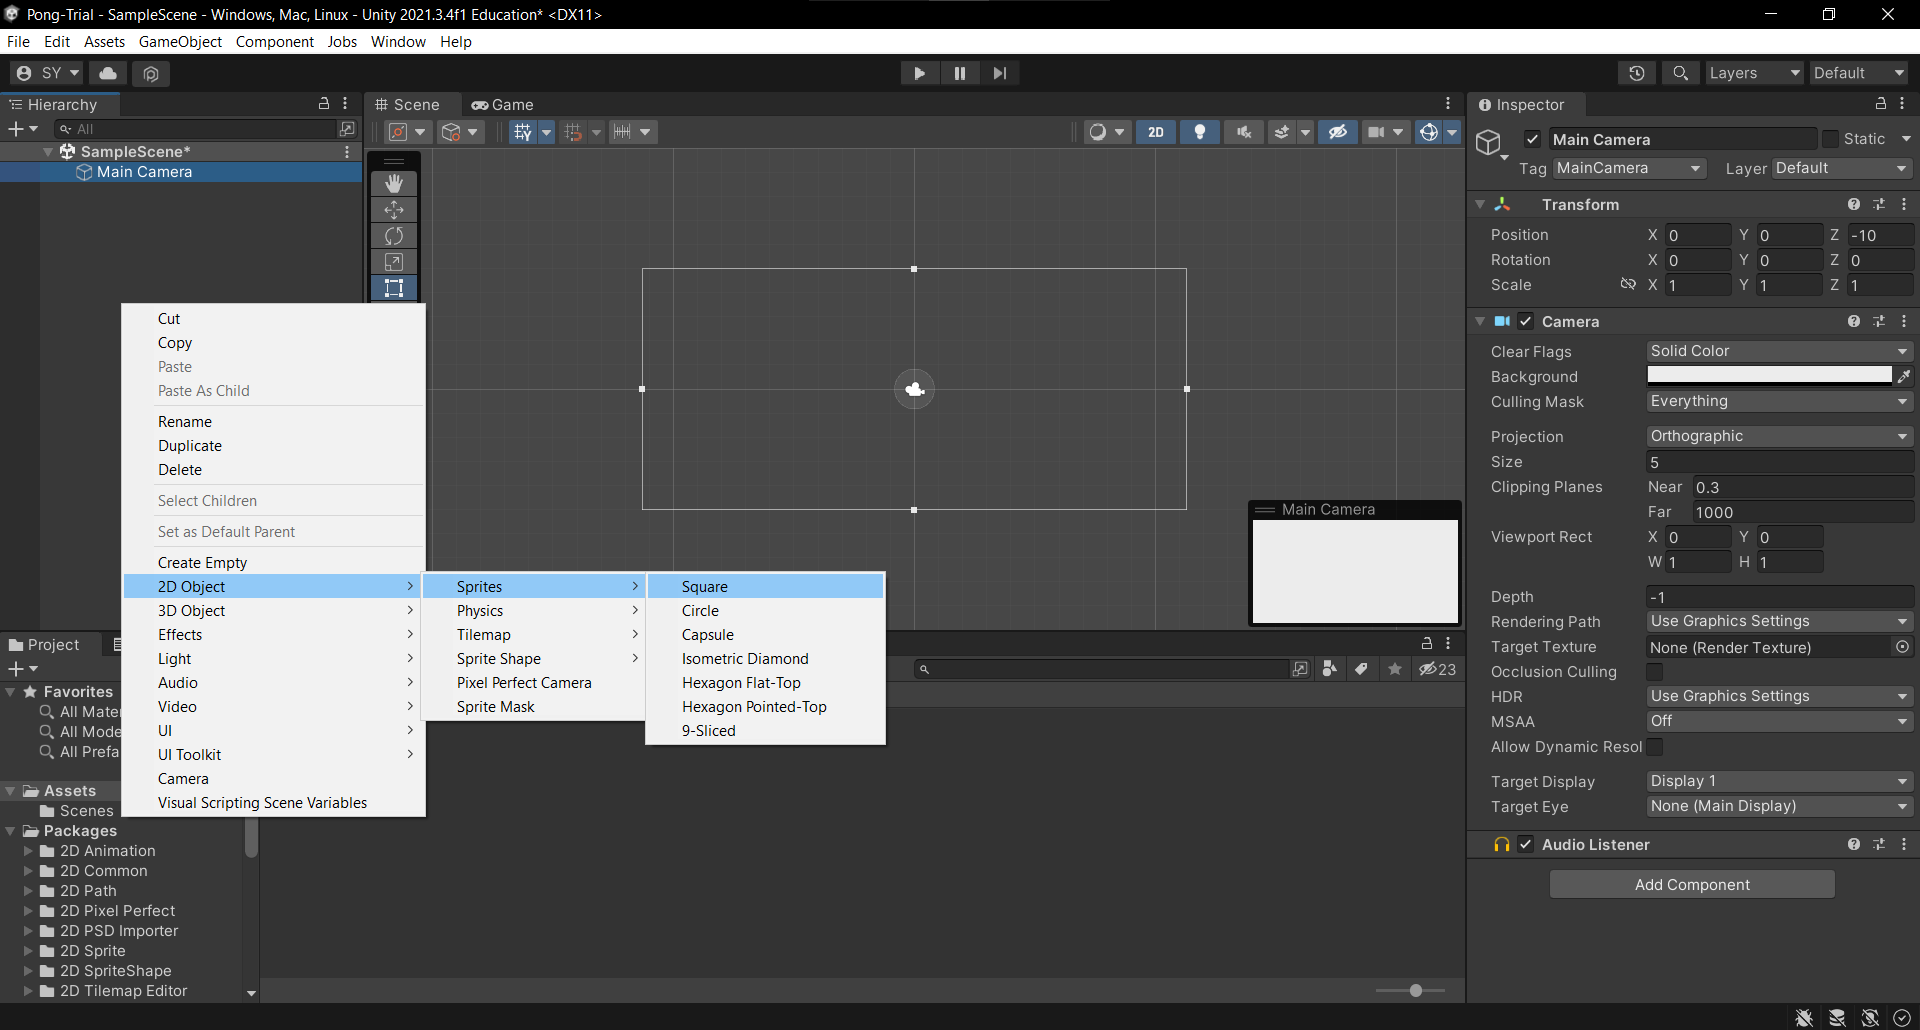 Pong-Trial - SampleScene - Windows, Mac, Linux - Unity 2021.3.4f1 Education* <DX11>
File Edit Assets GameObject Component Jobs Window Help
SY
Layers
Default
Hierarchy
All
SampleScene*
Main Camera
Scene
Game
2D
Cut
Copy
Paste
Paste As Child
Rename
Duplicate
Delete
Select Children
Set as Default Parent
Create Empty
2D Object
3D Object
Effects
Light
Audio
Video
UI
UI Toolkit
Camera
Visual Scripting Scene Variables
Sprites
Physics
Tilemap
Sprite Shape
Pixel Perfect Camera
Sprite Mask
Square
Circle
Capsule
Isometric Diamond
Hexagon Flat-Top
Hexagon Pointed-Top
9-Sliced
Main Camera
Project
23
Favorites
All Mate
All Mode
All Prefa
Assets
Scenes
Packages
2D Animation
2D Common
2D Path
2D Pixel Perfect
2D PSD Importer
2D Sprite
2D SpriteShape
2D Tilemap Editor
Inspector
Main Camera
Static
Tag MainCamera Layer Default
Transform
Position X 0 Y 0 Z -10
Rotation X 0 Y 0 Z 0
Scale X 1 Y 1 Z 1
Camera
Clear Flags Solid Color
Background
Culling Mask Everything
Projection Orthographic
Size 5
Clipping Planes Near 0.3
Far 1000
Viewport Rect X 0 Y 0
W 1 H 1
Depth -1
Rendering Path Use Graphics Settings
Target Texture None (Render Texture)
Occlusion Culling
HDR Use Graphics Settings
MSAA Off
Allow Dynamic Resol
Target Display Display 1
Target Eye None (Main Display)
Audio Listener
Add Component